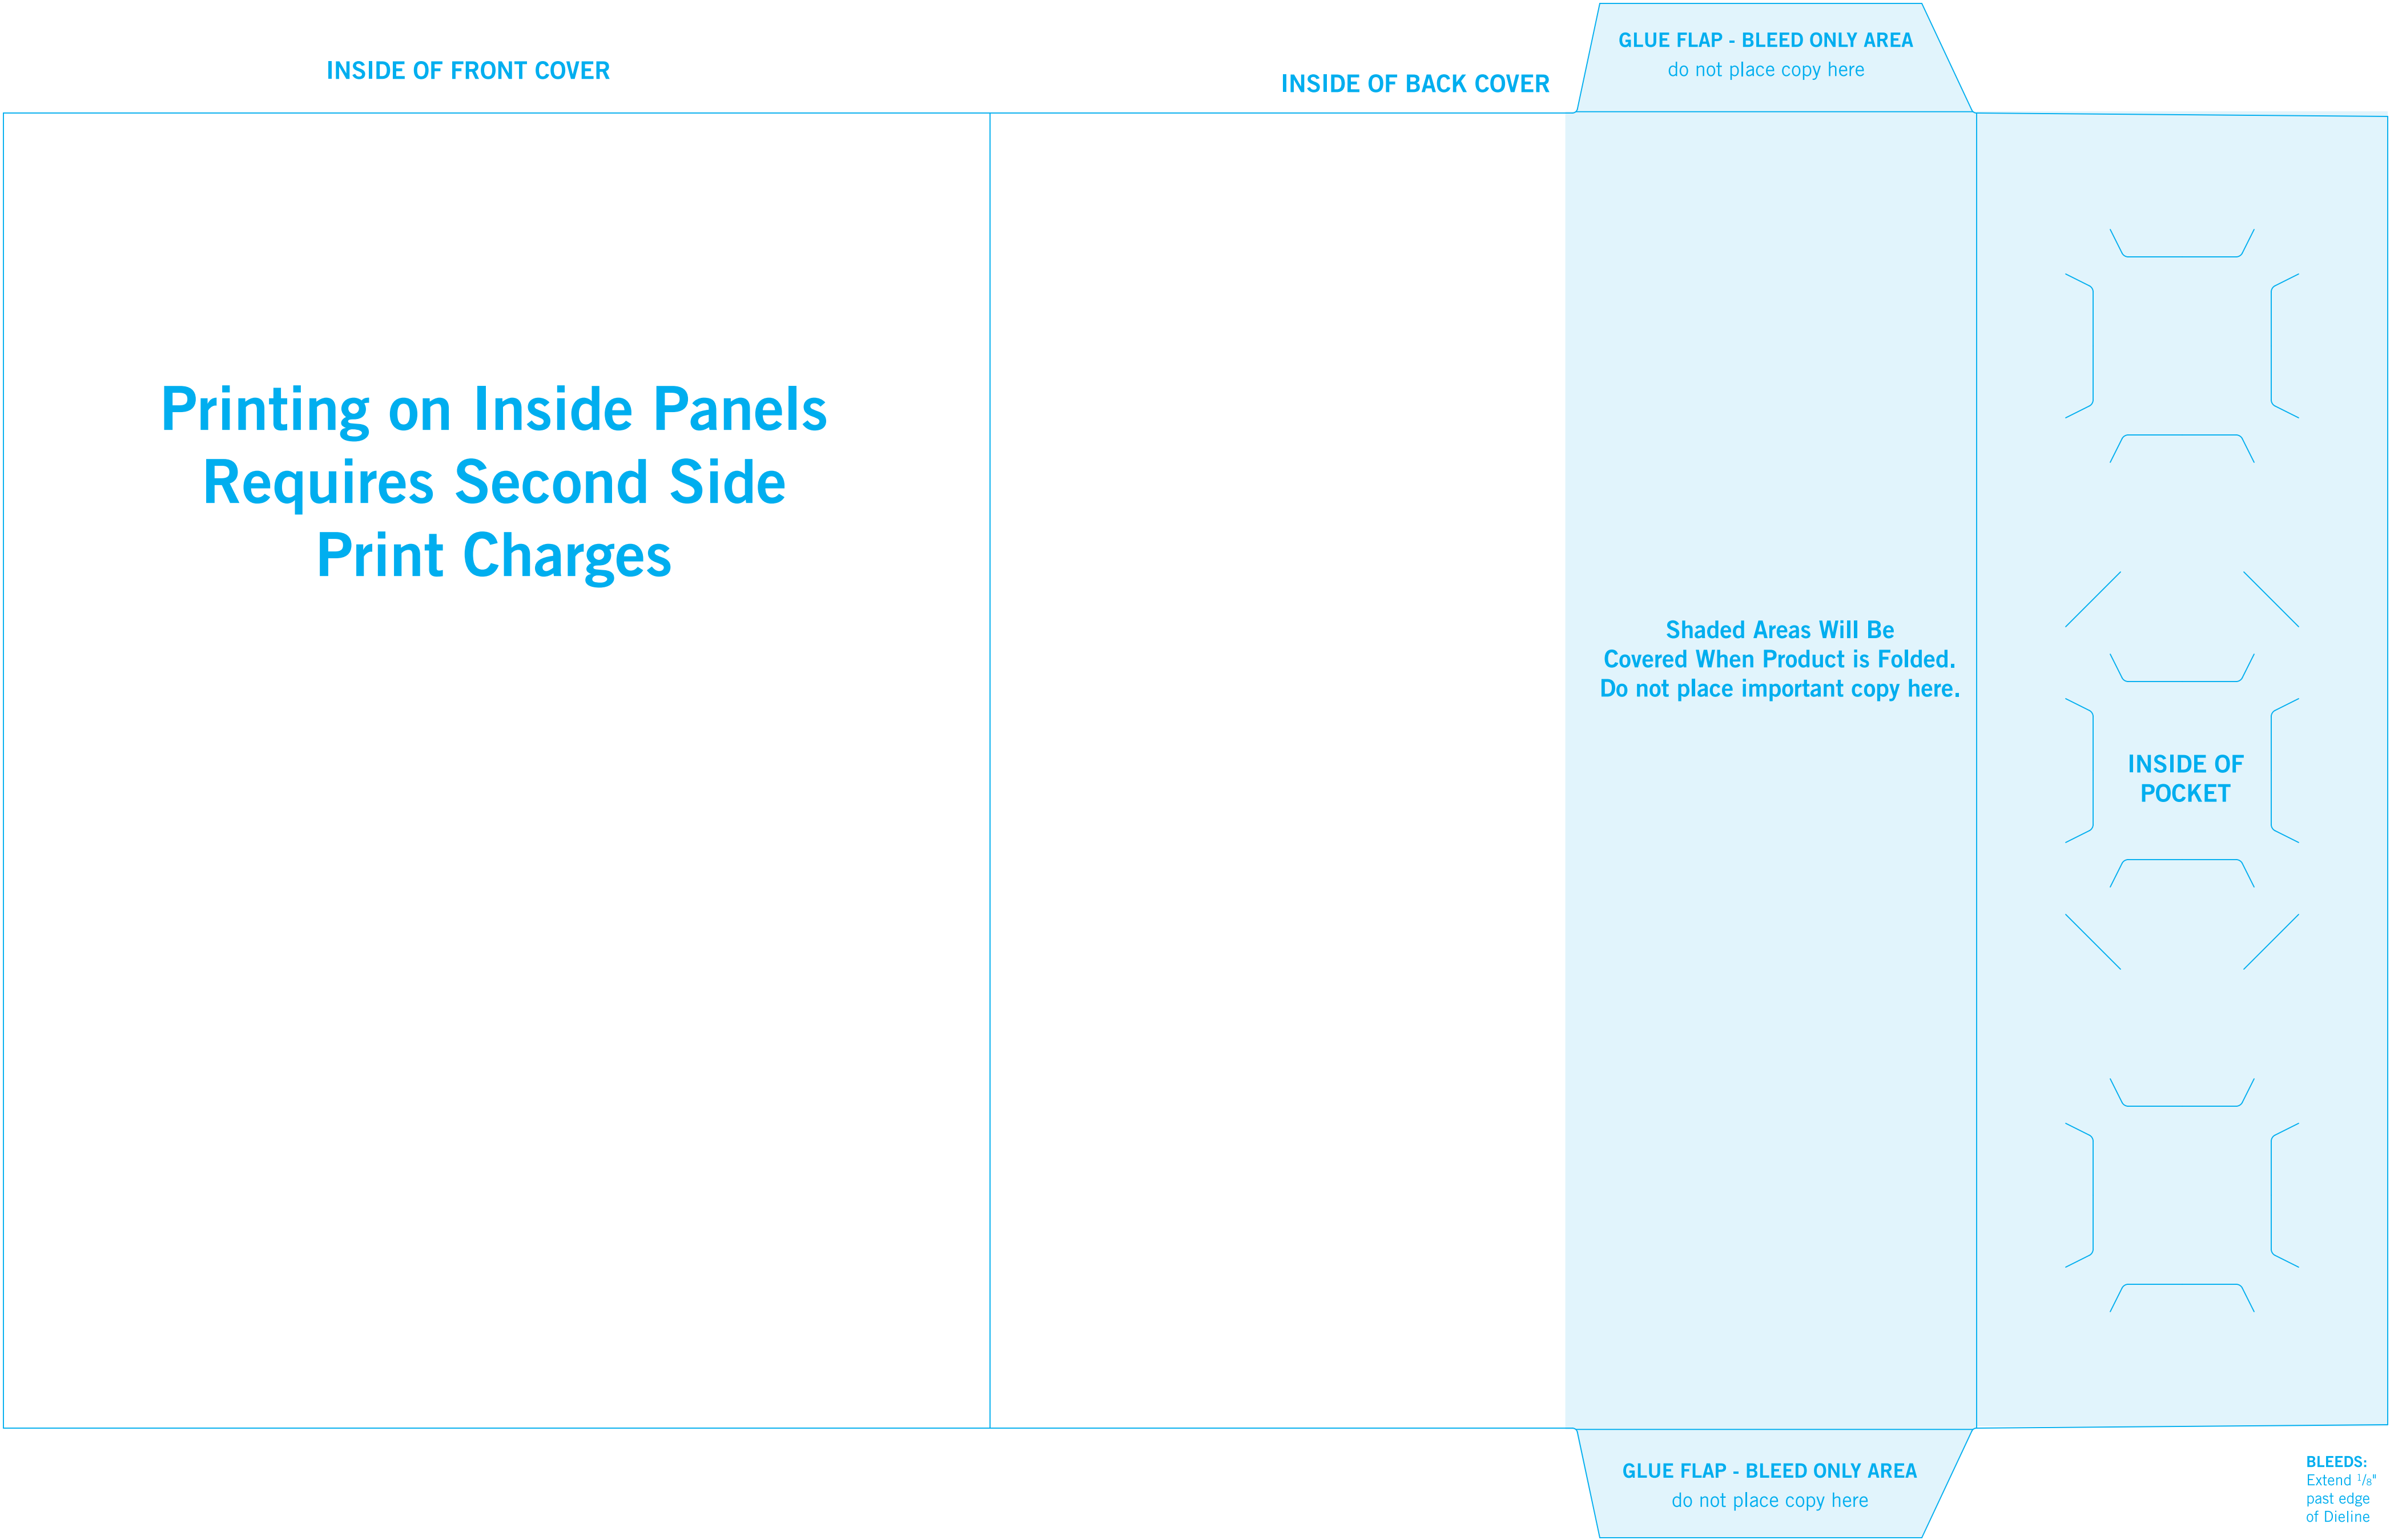 INSIDE OF FRONT COVER
INSIDE OF BACK COVER
GLUE FLAP - BLEED ONLY AREA
do not place copy here
Printing on Inside Panels
Requires Second Side
Print Charges
Shaded Areas Will Be
Covered When Product is Folded.
Do not place important copy here.
INSIDE OF
POCKET
GLUE FLAP - BLEED ONLY AREA
do not place copy here
BLEEDS:
Extend 1/8"
past edge
of Dieline